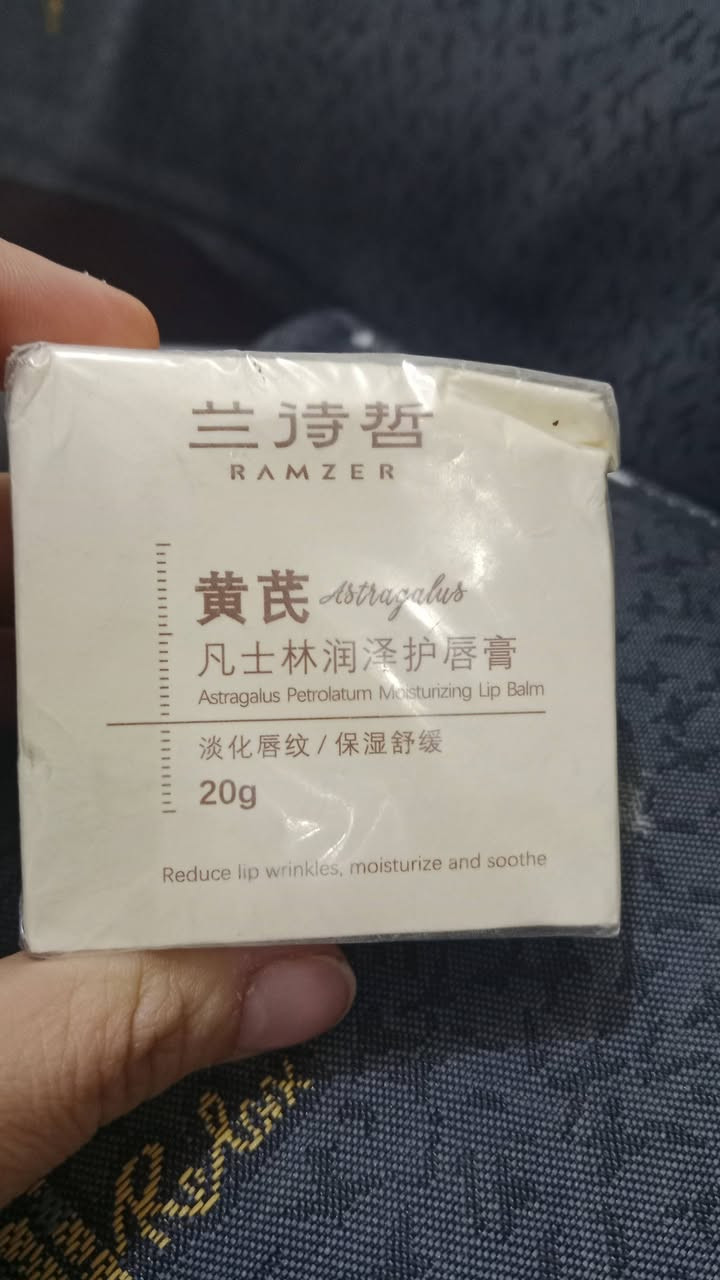 兰诗哲
RAMZER
黄芪 Astragalus
凡士林润泽护唇膏
Astragalus Petrolatum Moisturizing Lip Balm
淡化唇纹 / 保湿舒缓
20g
Reduce lip wrinkles, moisturize and soothe